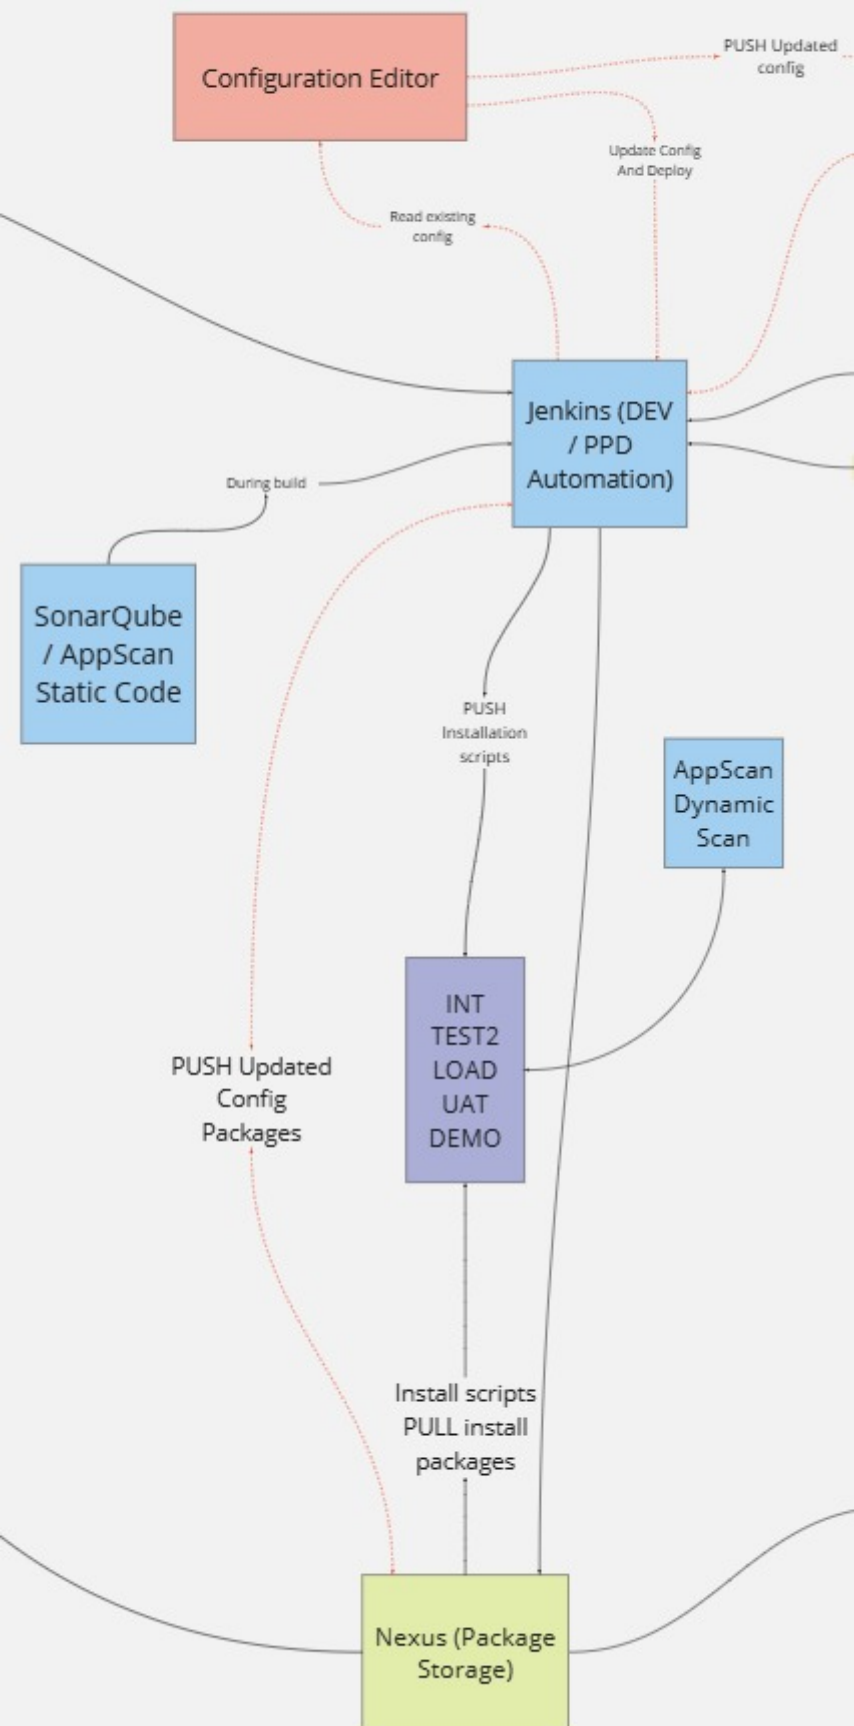 PUSH Updated
config
Configuration Editor
Update Config
And Deploy
Read existing
config
Jenkins (DEV
/ PPD
Automation)
During build
SonarQube
/ AppScan
Static Code
PUSH
Installation
scripts
AppScan
Dynamic
Scan
INT
TEST2
LOAD
UAT
DEMO
PUSH Updated
Config
Packages
Install scripts
PULL install
packages
Nexus (Package
Storage)